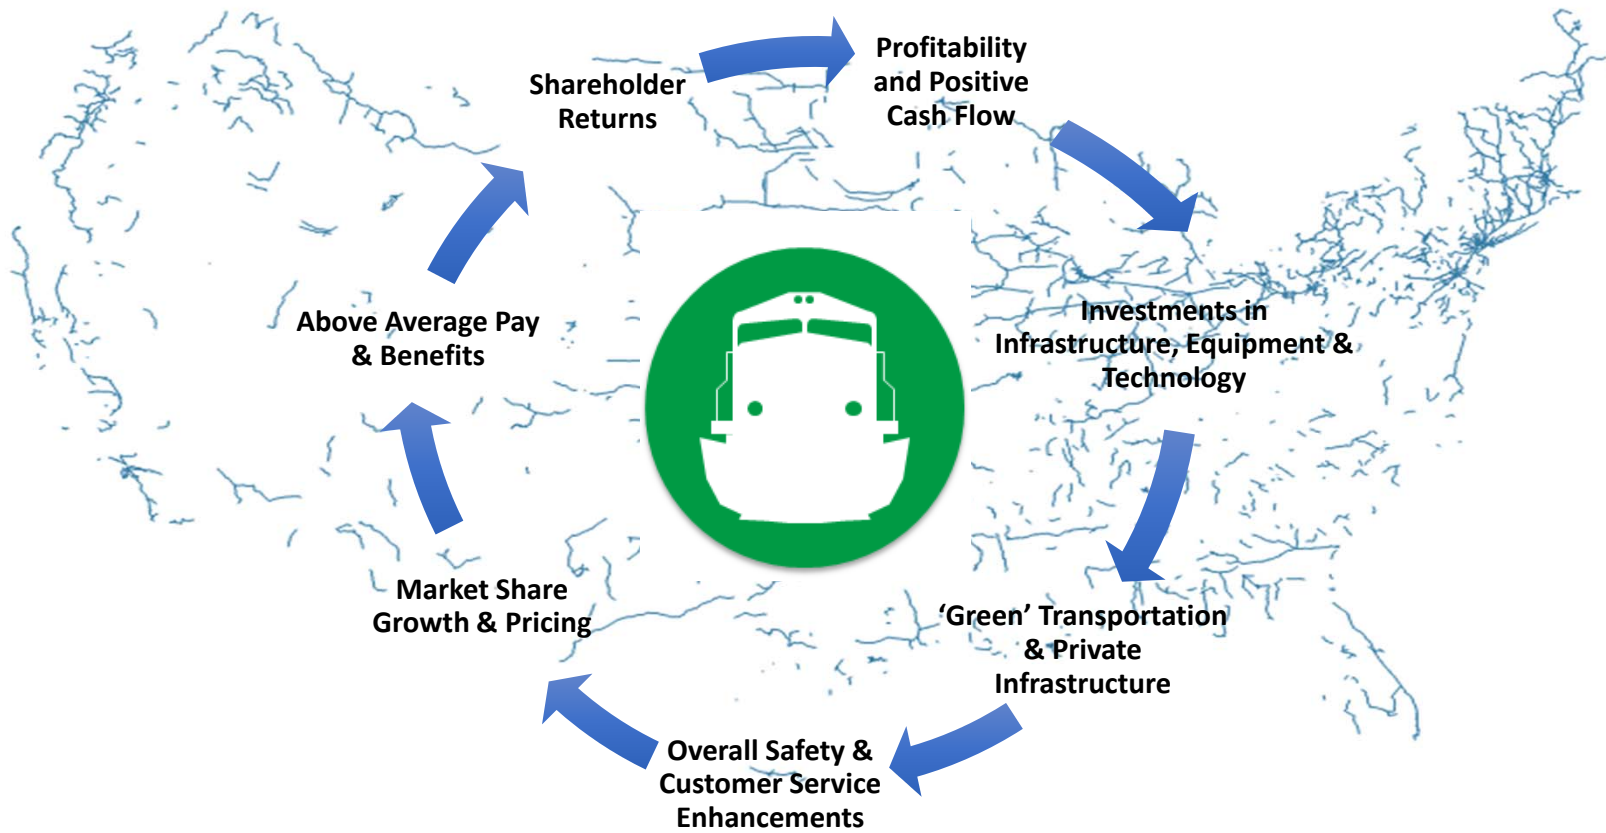 Shareholder
Returns
Profitability
and Positive
Cash Flow
Investments in
Infrastructure, Equipment &
Technology
‘Green’ Transportation
& Private
Infrastructure
Overall Safety &
Customer Service
Enhancements
Market Share
Growth & Pricing
Above Average Pay
& Benefits